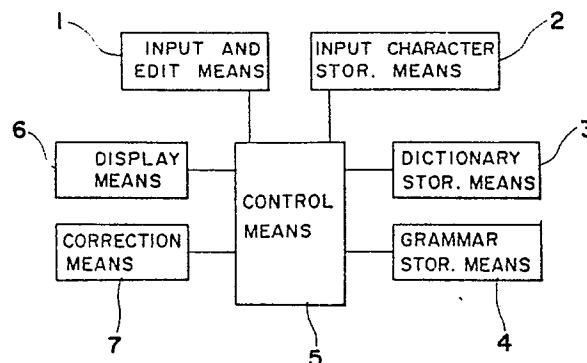 1
INPUT AND
EDIT MEANS
INPUT CHARACTER
STOR. MEANS
2
6
DISPLAY
MEANS
CONTROL
MEANS
DICTIONARY
STOR. MEANS
3
CORRECTION
MEANS
GRAMMAR
STOR. MEANS
7
5
4